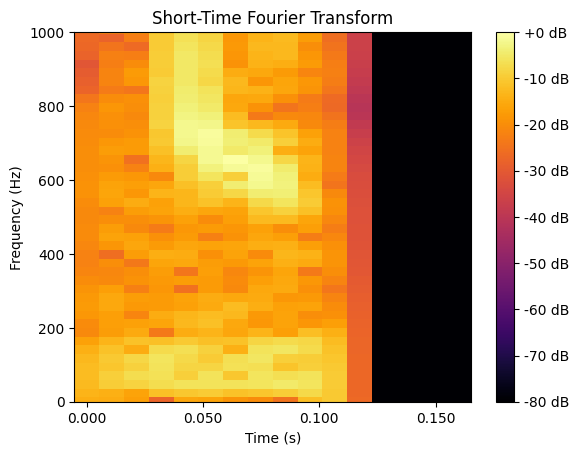 Short-Time Fourier Transform
1000
800
600
400
200
0
Frequency (Hz)
0.000
0.050
0.100
0.150
Time (s)
+0 dB
-10 dB
-20 dB
-30 dB
-40 dB
-50 dB
-60 dB
-70 dB
-80 dB